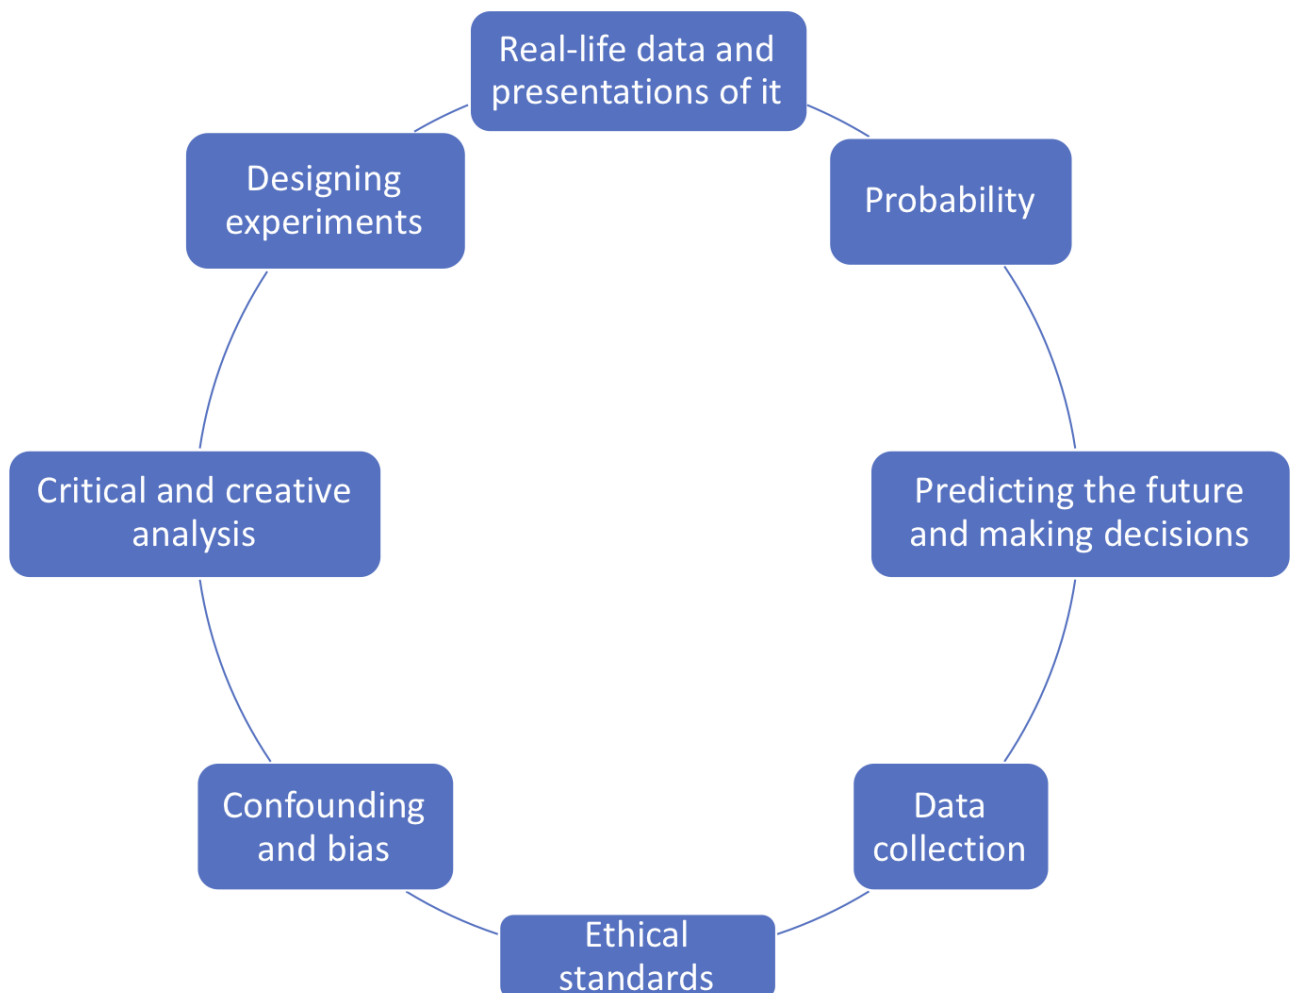 Real-life data and
presentations of it
Probability
Predicting the future
and making decisions
Data
collection
Ethical
standards
Confounding
and bias
Critical and creative
analysis
Designing
experiments